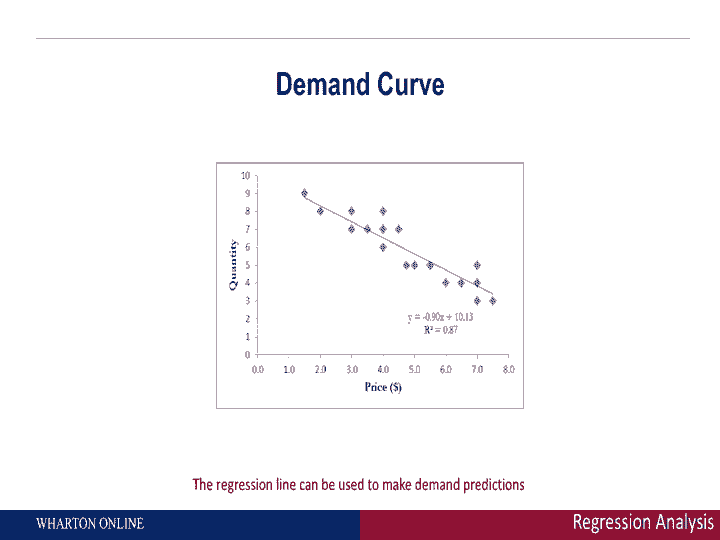 Demand Curve
10
9
8
7
6
5
4
3
2
1
0
Quantity
y = -0.90x + 10.13
R² = 0.87
0.0 1.0 2.0 3.0 4.0 5.0 6.0 7.0 8.0
Price ($)
The regression line can be used to make demand predictions
WHARTON ONLINE
Regression Analysis